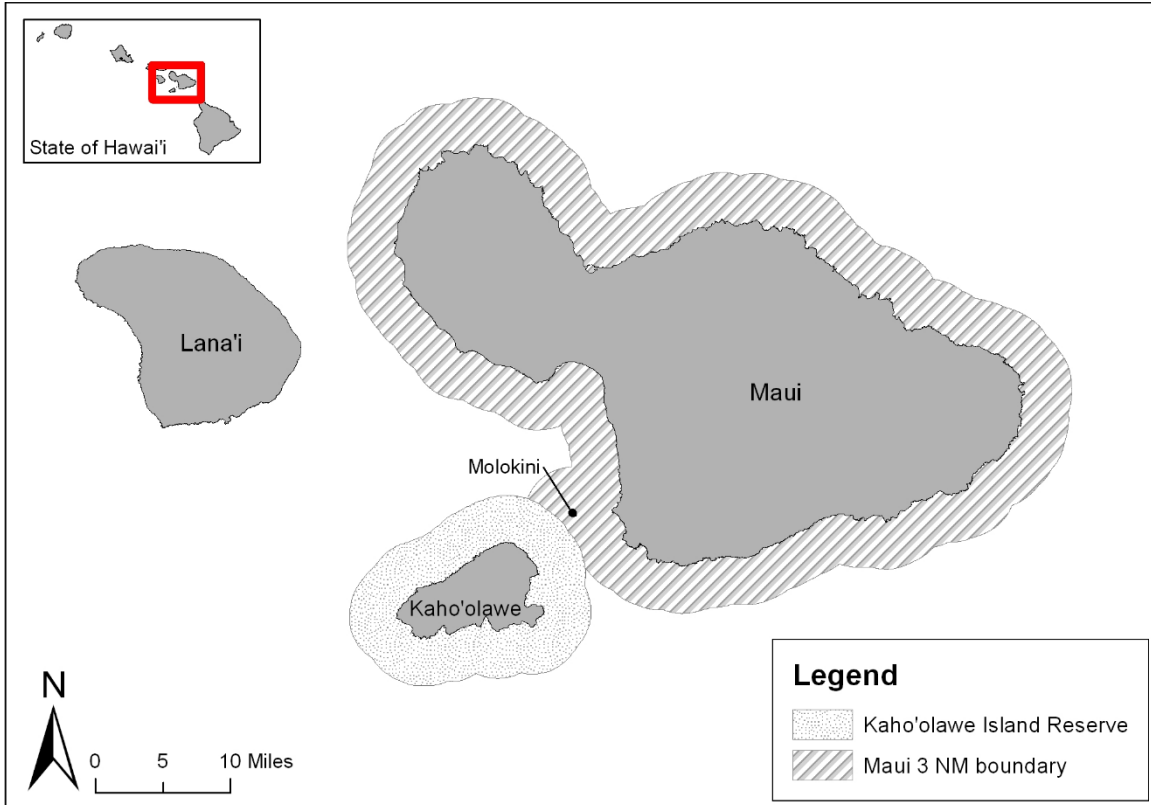 State of Hawai'i
Lana'i
Maui
Molokini
Kaho'olawe
N
0 5 10 Miles
Legend
Kaho'olawe Island Reserve
Maui 3 NM boundary